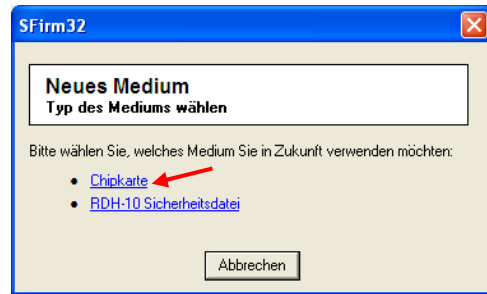 SFirm32
Neues Medium
Typ des Mediums wählen
Bitte wählen Sie, welches Medium Sie in Zukunft verwenden möchten:
• Chipkarte
• RDH-10 Sicherheitsdatei
Abbrechen